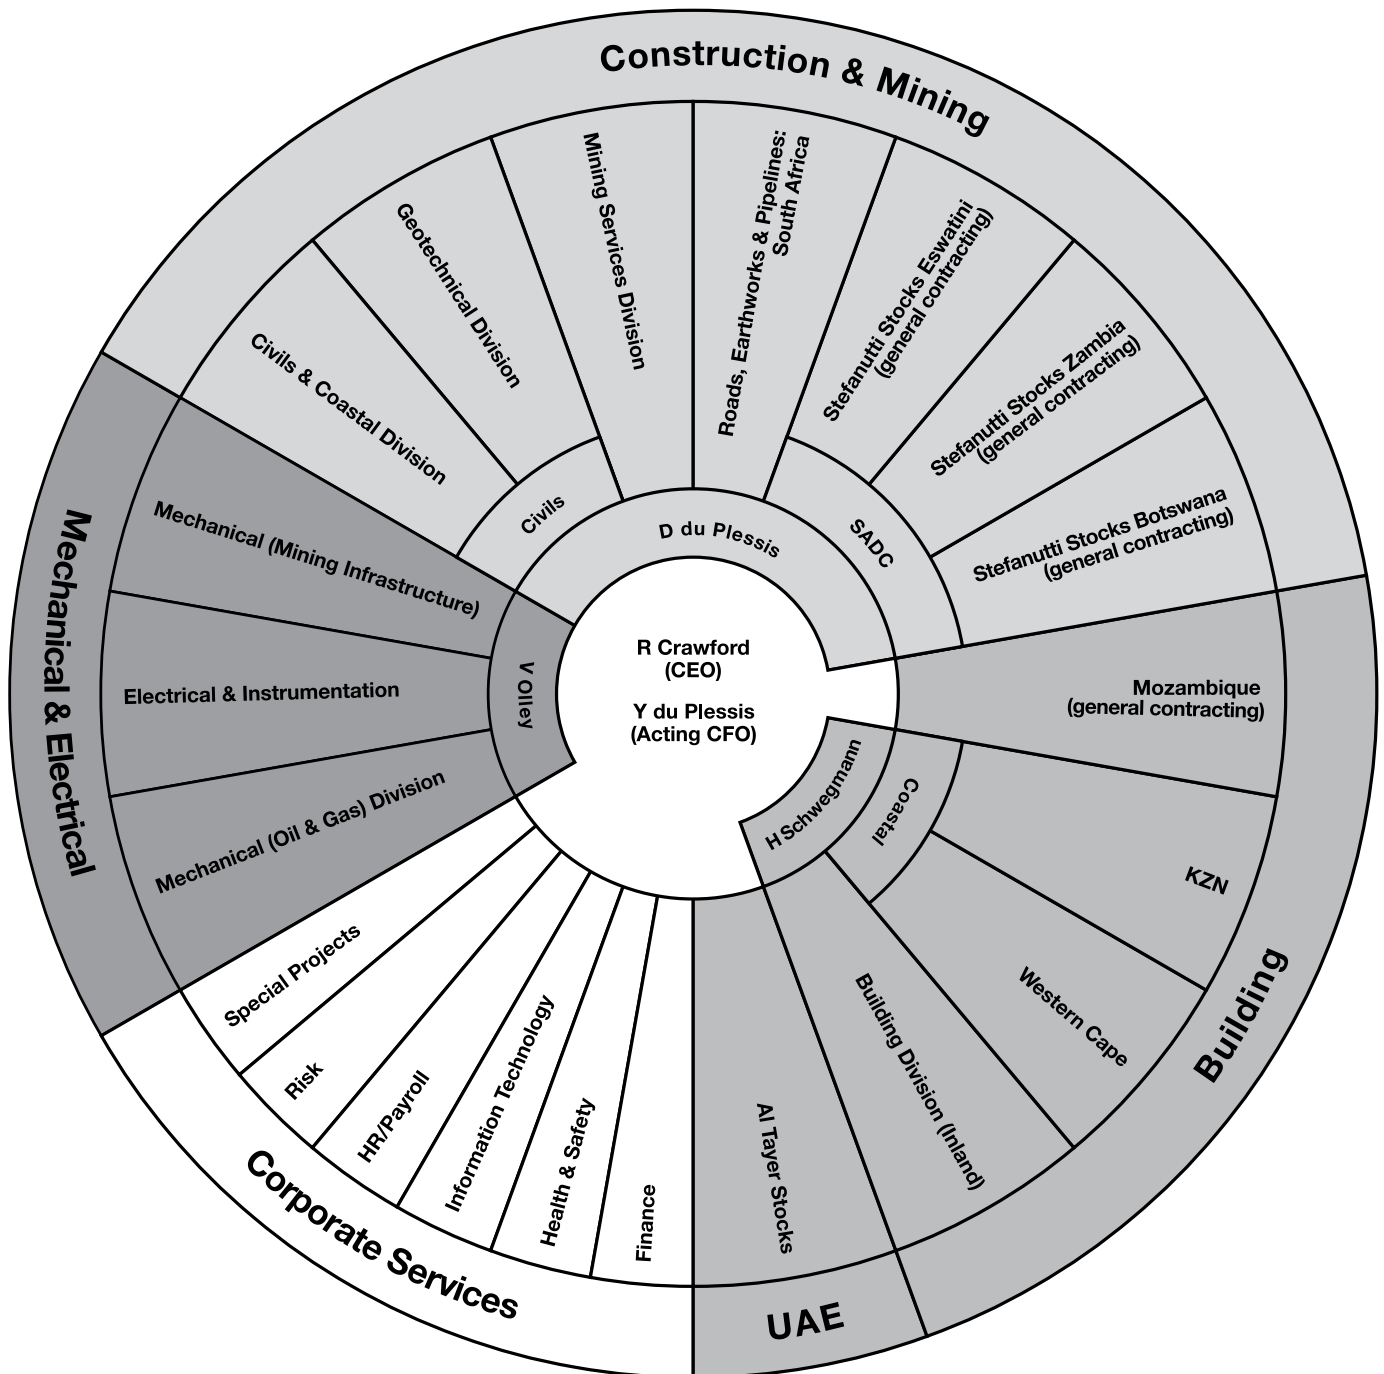 Construction & Mining
Civils & Coastal Division
Geotechnical Division
Mining Services Division
Roads, Earthworks & Pipelines:
South Africa
Stefanutti Stocks Eswatini
(general contracting)
Stefanutti Stocks Zambia
(general contracting)
Stefanutti Stocks Botswana
(general contracting)
Civils
D du Plessis
SADC
Mechanical & Electrical
Mechanical (Mining Infrastructure)
Electrical & Instrumentation
Mechanical (Oil & Gas) Division
V Olley
R Crawford
(CEO)
Y du Plessis
(Acting CFO)
Building
Mozambique
(general contracting)
KZN
Western Cape
Building Division (Inland)
Coastal
H Schwegmann
UAE
Al Tayer Stocks
Corporate Services
Special Projects
Risk
HR/Payroll
Information Technology
Health & Safety
Finance